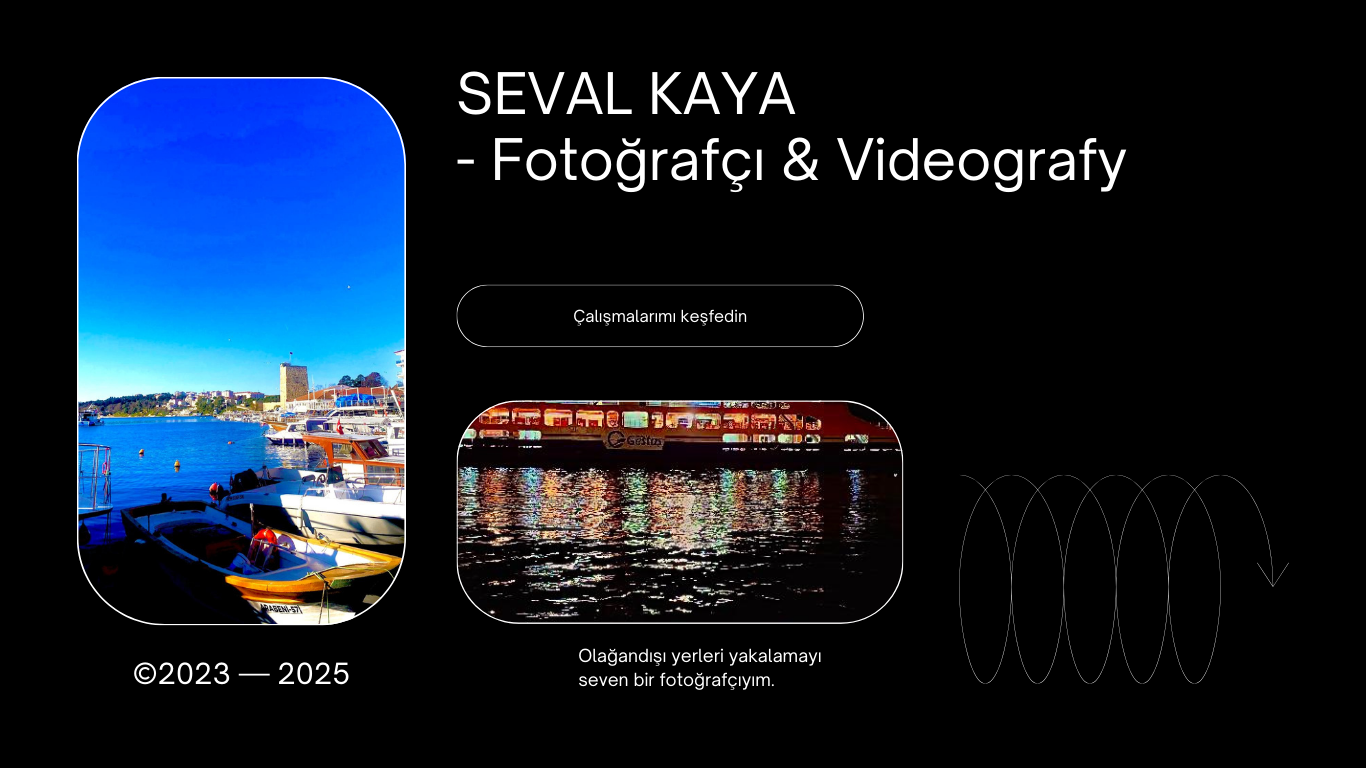 SEVAL KAYA
- Fotoğrafçı & Videografy
Çalışmalarımı keşfedin
Olağandışı yerleri yakalamayı
seven bir fotoğrafçıyım.
©2023 — 2025